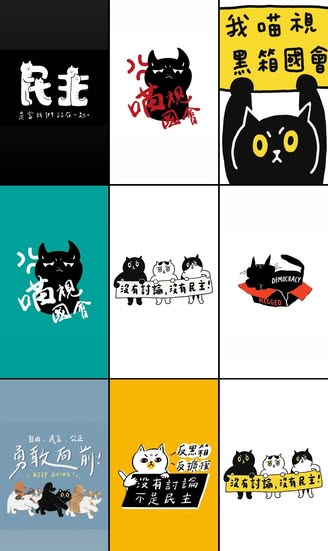 民主
是當我們站在一起。
喵視
國會
我喵視
黑箱國會
喵視
國會
沒有討論，沒有民主！
DEMOCRACY
RIGGED
自由、民主、公正
勇敢向前！
KEEP GOING!
反黑箱
沒有討論
不是民主
沒有討論，沒有民主！